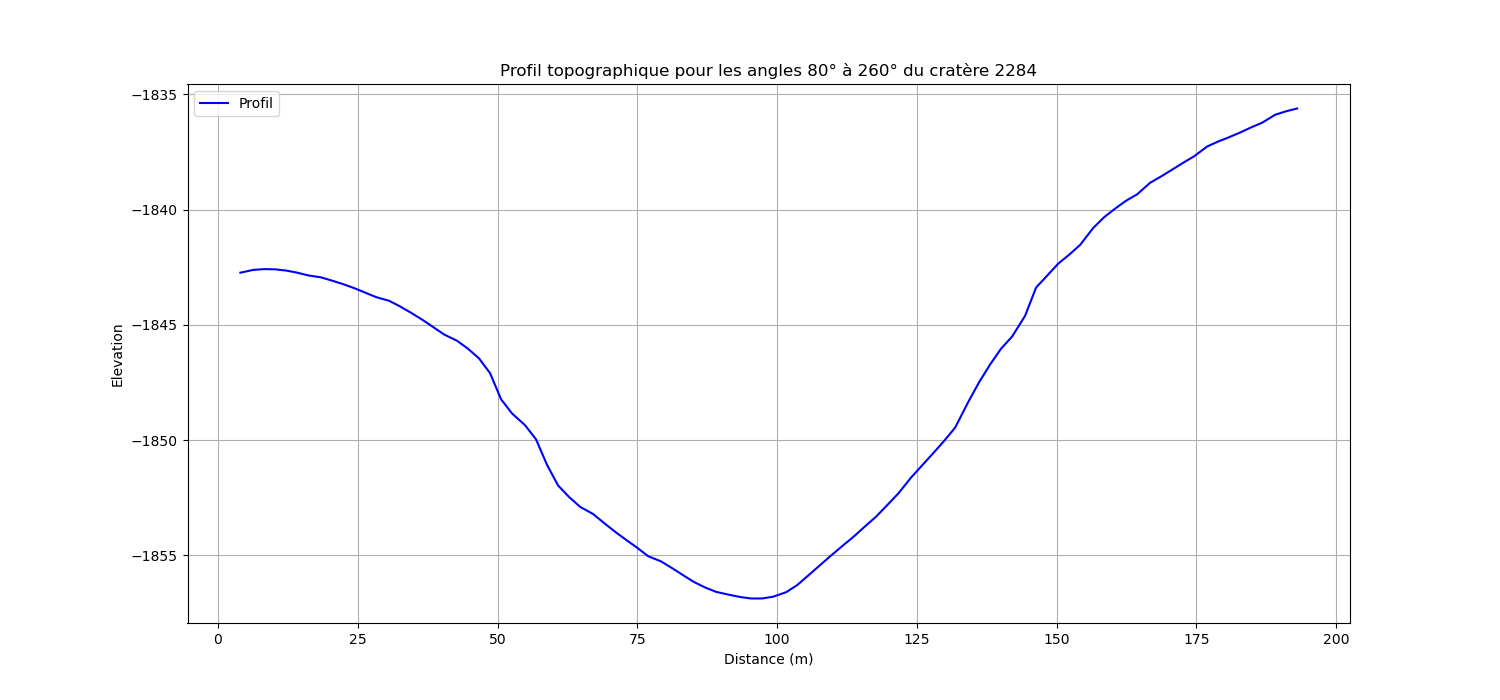 Profil topographique pour les angles 80° à 260° du cratère 2284
Profil
−1835
−1840
−1845
−1850
−1855
Elevation
0 25 50 75 100 125 150 175 200
Distance (m)